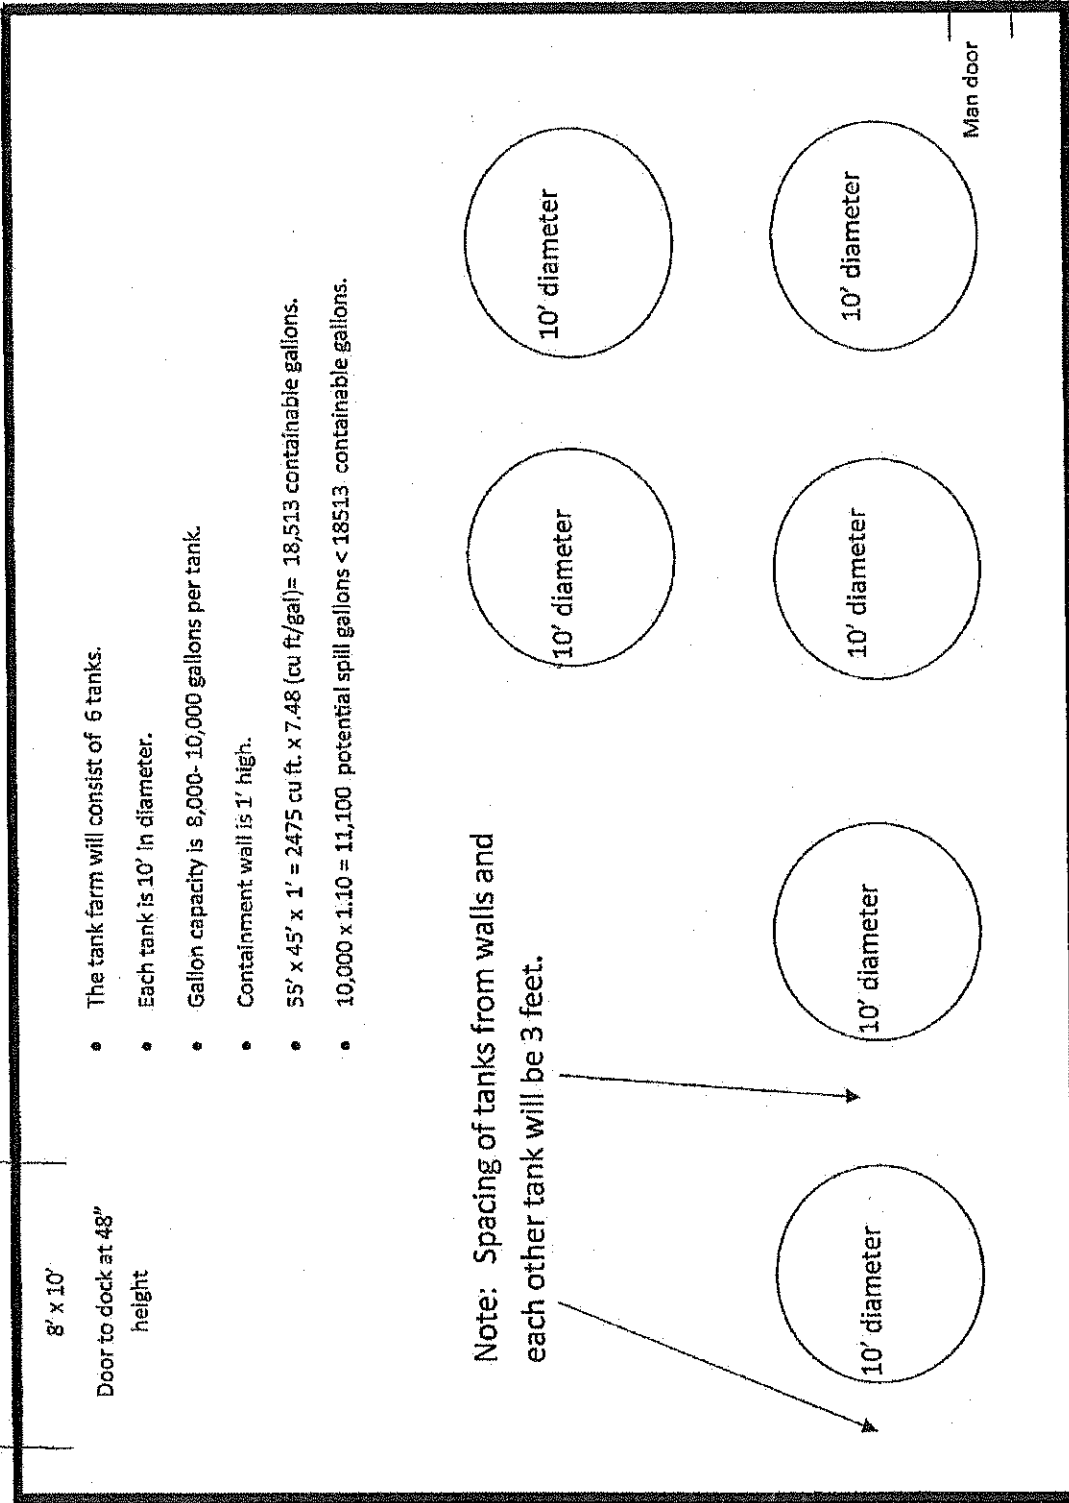 8' x 10'
Door to dock at 48"
height
• The tank farm will consist of 6 tanks.
• Each tank is 10' in diameter.
• Gallon capacity is 8,000- 10,000 gallons per tank.
• Containment wall is 1' high.
• 55' x 45' x 1' = 2475 cu ft. x 7.48 (cu ft/gal)= 18,513 containable gallons.
• 10,000 x 1.10 = 11,100 potential spill gallons < 18513 containable gallons.
Note: Spacing of tanks from walls and
each other tank will be 3 feet.
10' diameter
10' diameter
10' diameter
10' diameter
10' diameter
10' diameter
Man door